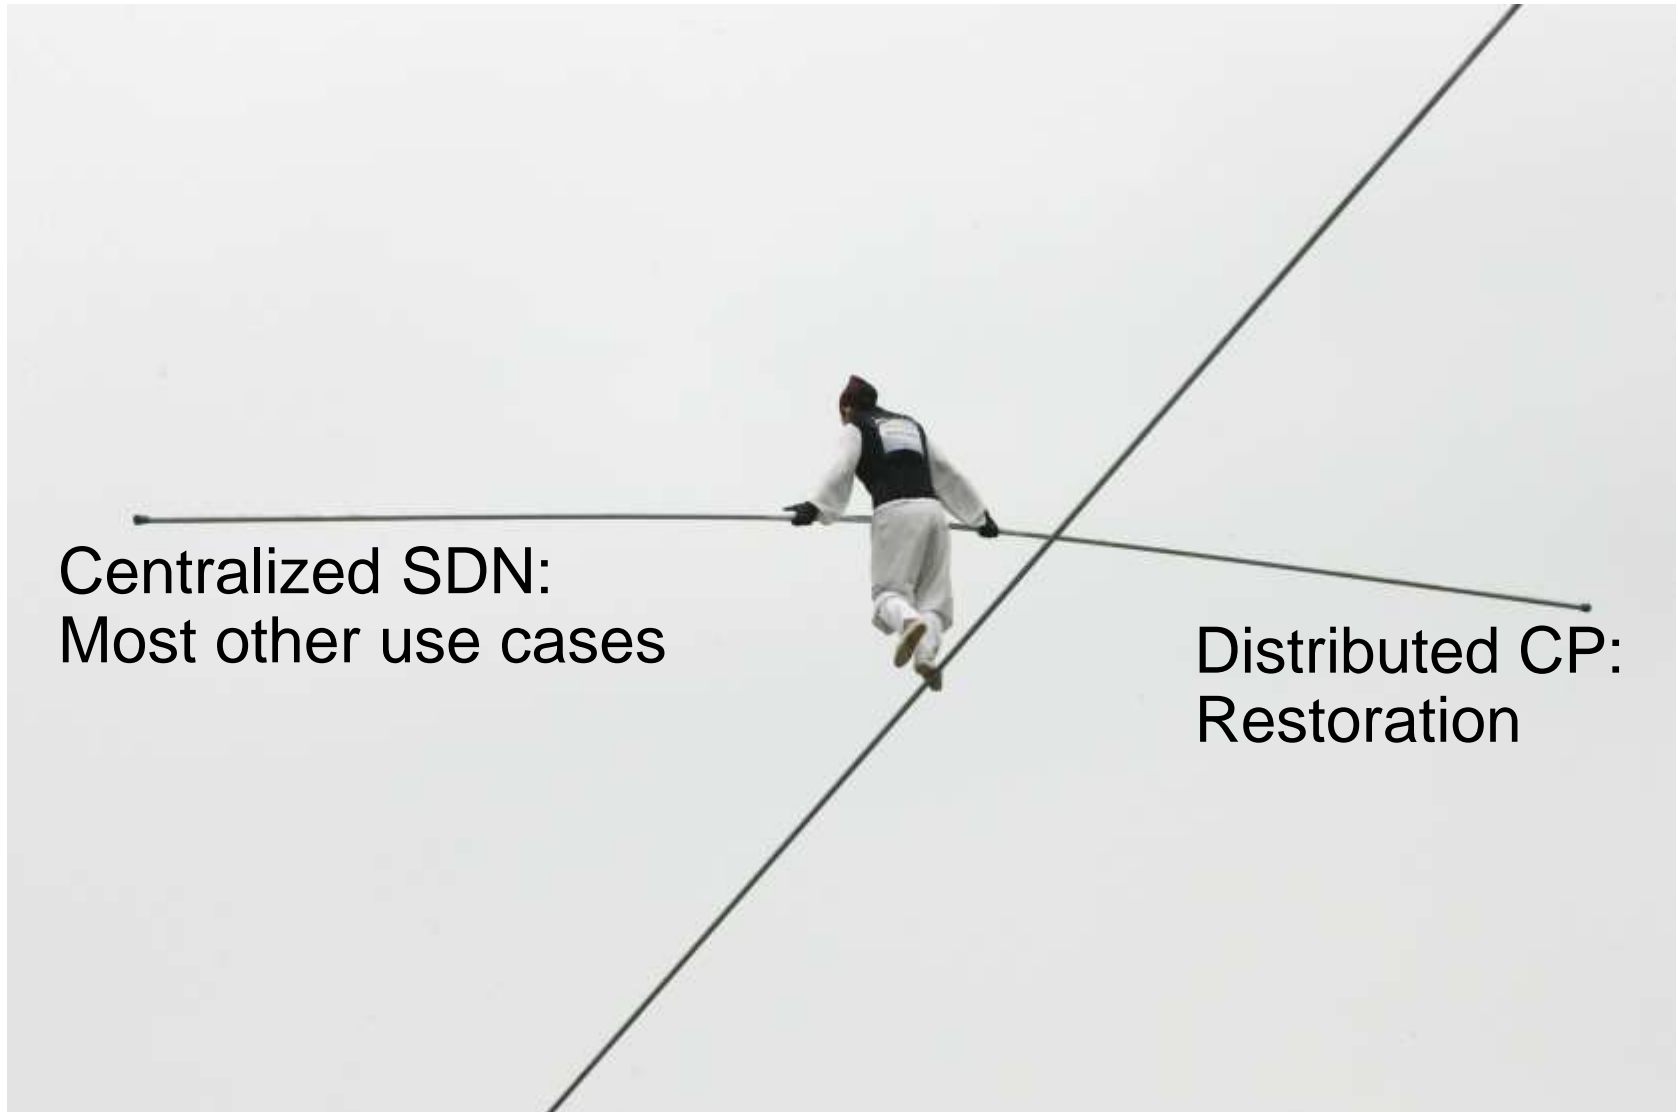 Centralized SDN:
Most other use cases
Distributed CP:
Restoration